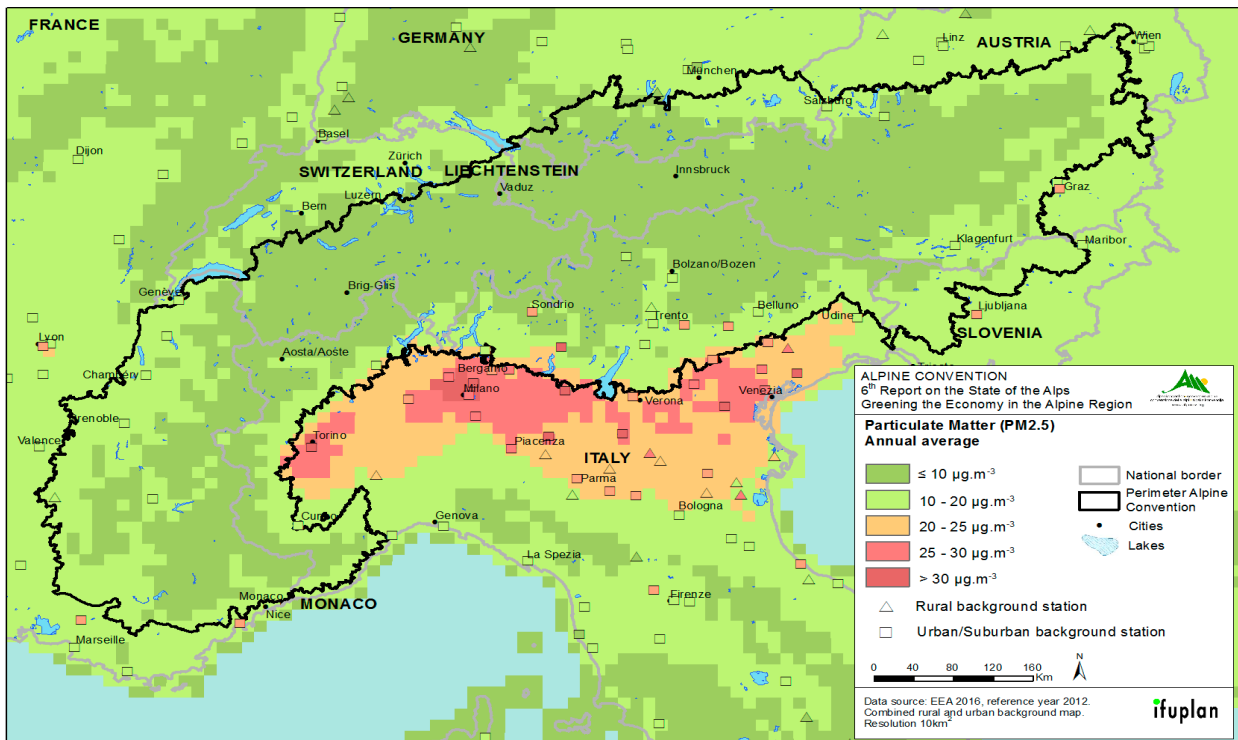 FRANCE
GERMANY
AUSTRIA
Linz
Wien
München
Salzburg
Basel
Dijon
Zürich
SWITZERLAND
LIECHTENSTEIN
Innsbruck
Luzern
Vaduz
Graz
Bern
Klagenfurt
Maribor
Bolzano/Bozen
Genève
Brig-Glis
Sondrio
Trento
Belluno
Udine
Ljubljana
SLOVENIA
Lyon
Aosta/Aoste
Chambéry
Bergamo
Milano
Verona
Venezia
Grenoble
Valence
Torino
Piacenza
ITALY
Parma
Bologna
Cuneo
Genova
La Spezia
Monaco
MONACO
Nice
Firenze
Marseille
ALPINE CONVENTION
6th Report on the State of the Alps
Greening the Economy in the Alpine Region
Particulate Matter (PM2.5)
Annual average
≤ 10 µg.m-3
10 - 20 µg.m-3
20 - 25 µg.m-3
25 - 30 µg.m-3
> 30 µg.m-3
National border
Perimeter Alpine
Convention
Cities
Lakes
Rural background station
Urban/Suburban background station
0 40 80 120 160
Km
N
Data source: EEA 2016, reference year 2012.
Combined rural and urban background map.
Resolution 10km2
ifuplan